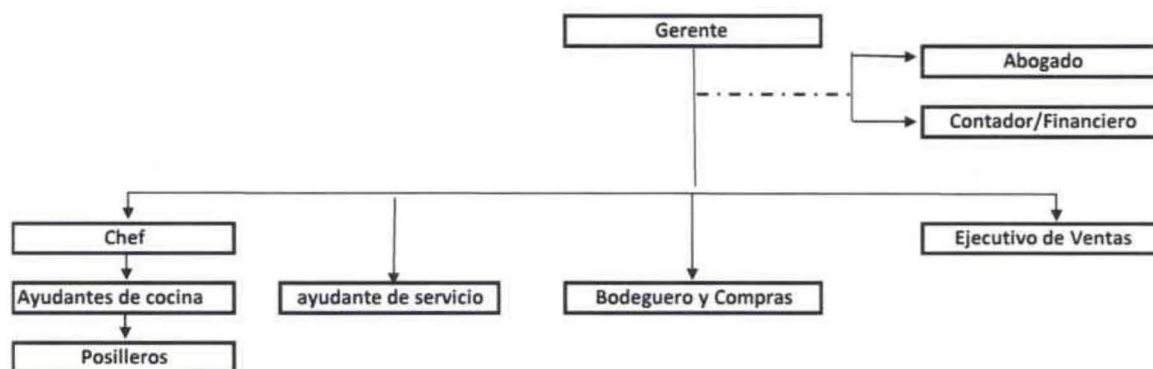 Gerente
Abogado
Contador/Financiero
Chef
Ejecutivo de Ventas
Ayudantes de cocina
ayudante de servicio
Bodeguero y Compras
Posilleros